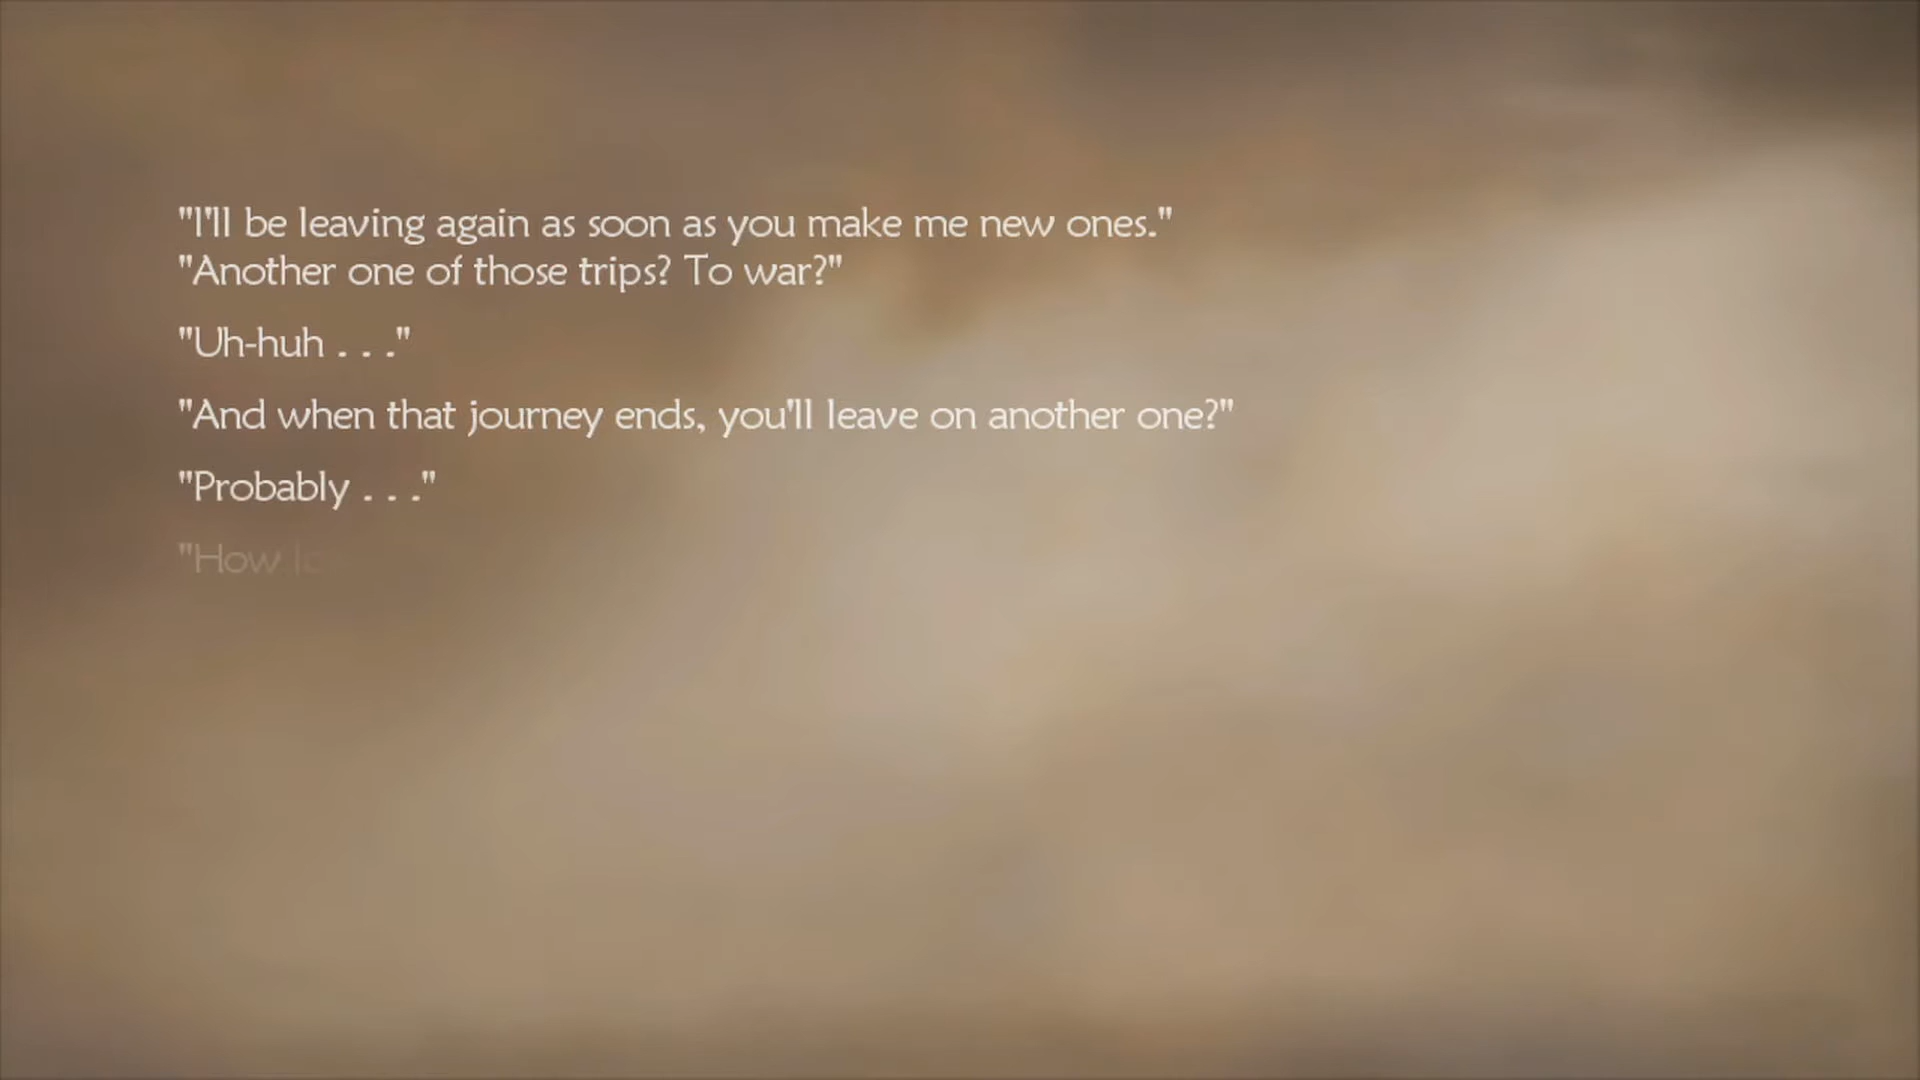 "I'll be leaving again as soon as you make me new ones."
"Another one of those trips? To war?"
"Uh-huh . . ."
"And when that journey ends, you'll leave on another one?"
"Probably . . ."
"How